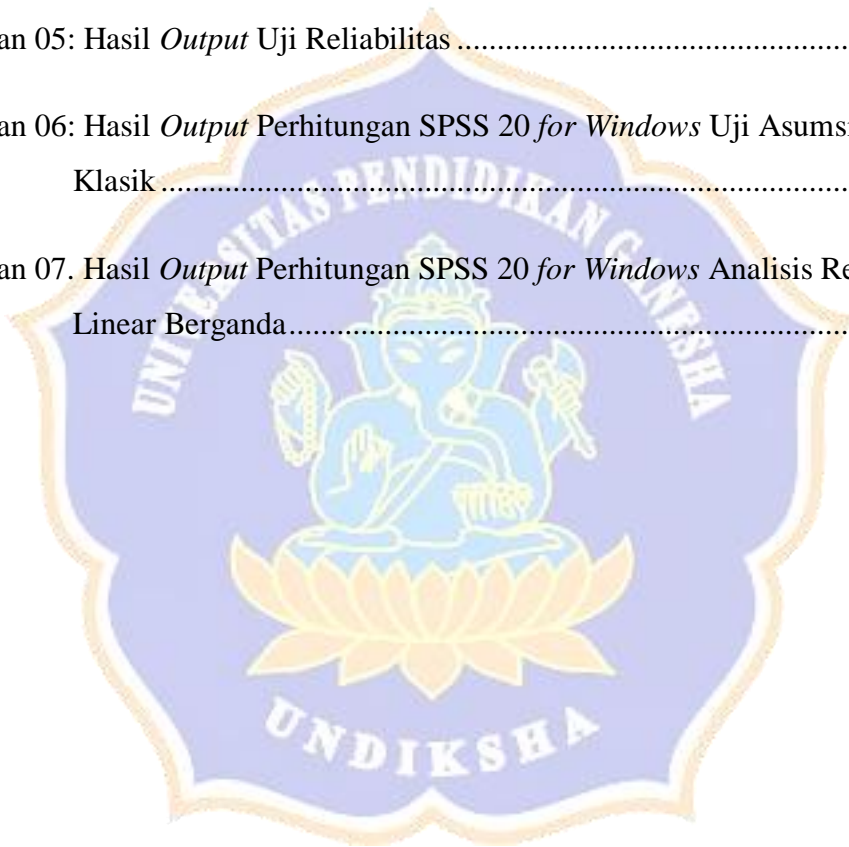 an 05: Hasil Output Uji Reliabilitas ..................................................
an 06: Hasil Output Perhitungan SPSS 20 for Windows Uji Asums
Klasik ........................................................................................
an 07. Hasil Output Perhitungan SPSS 20 for Windows Analisis Re
Linear Berganda.......................................................................
UNIVERSITAS PENDIDIKAN GANESHA
UNDIKSHA